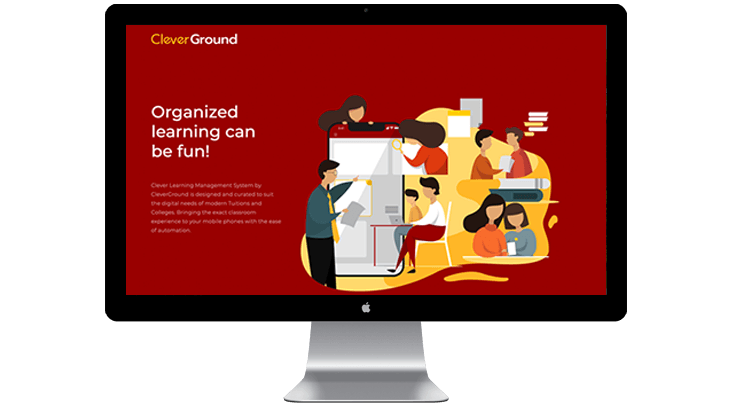 CleverGround
Organized
learning can
be fun!
Clever Learning Management System by
CleverGround is designed and curated to suit
the digital needs of modern Tuitions and
Colleges. Bringing the exact classroom
experience to your mobile phones with the ease
of automation.